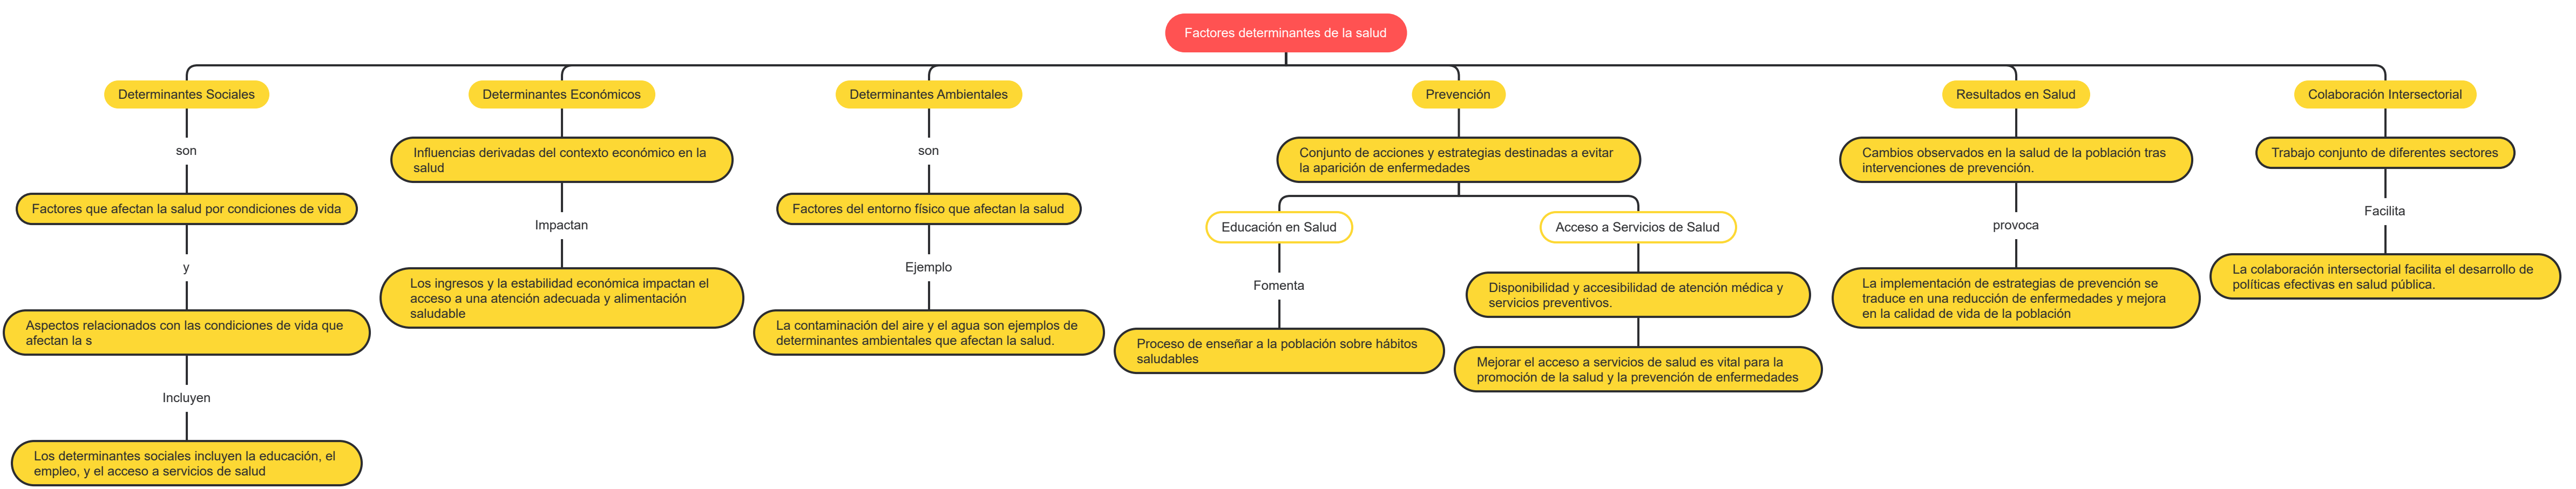 Factores determinantes de la salud
Determinantes Sociales
son
Factores que afectan la salud por condiciones de vida
y
Aspectos relacionados con las condiciones de vida que
afectan la s
Incluyen
Los determinantes sociales incluyen la educación, el
empleo, y el acceso a servicios de salud
Determinantes Económicos
Influencias derivadas del contexto económico en la
salud
Impactan
Los ingresos y la estabilidad económica impactan el
acceso a una atención adecuada y alimentación
saludable
Determinantes Ambientales
son
Factores del entorno físico que afectan la salud
Ejemplo
La contaminación del aire y el agua son ejemplos de
determinantes ambientales que afectan la salud.
Prevención
Conjunto de acciones y estrategias destinadas a evitar
la aparición de enfermedades
Educación en Salud
Fomenta
Proceso de enseñar a la población sobre hábitos
saludables
Acceso a Servicios de Salud
Disponibilidad y accesibilidad de atención médica y
servicios preventivos.
Mejorar el acceso a servicios de salud es vital para la
promoción de la salud y la prevención de enfermedades
Resultados en Salud
Cambios observados en la salud de la población tras
intervenciones de prevención.
provoca
La implementación de estrategias de prevención se
traduce en una reducción de enfermedades y mejora
en la calidad de vida de la población
Colaboración Intersectorial
Trabajo conjunto de diferentes sectores
Facilita
La colaboración intersectorial facilita el desarrollo de
políticas efectivas en salud pública.